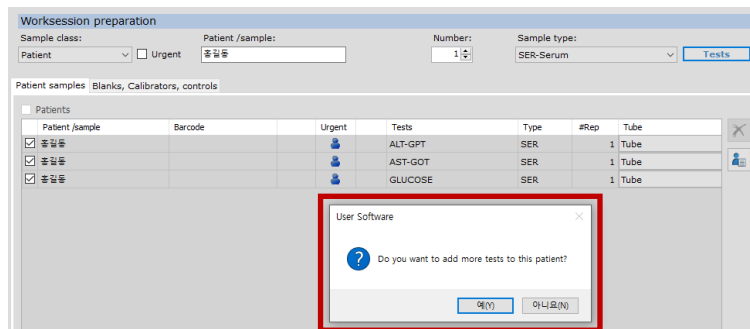 Worksession preparation
Sample class: Patient /sample: Number: Sample type:
Patient Urgent 홍길동 1 SER-Serum Tests
Patient samples Blanks, Calibrators, controls
Patients
Patient /sample Barcode Urgent Tests Type #Rep Tube
홍길동 ALT-GPT SER 1 Tube
홍길동 AST-GOT SER 1 Tube
홍길동 GLUCOSE SER 1 Tube
User Software
Do you want to add more tests to this patient?
예(Y) 아니요(N)